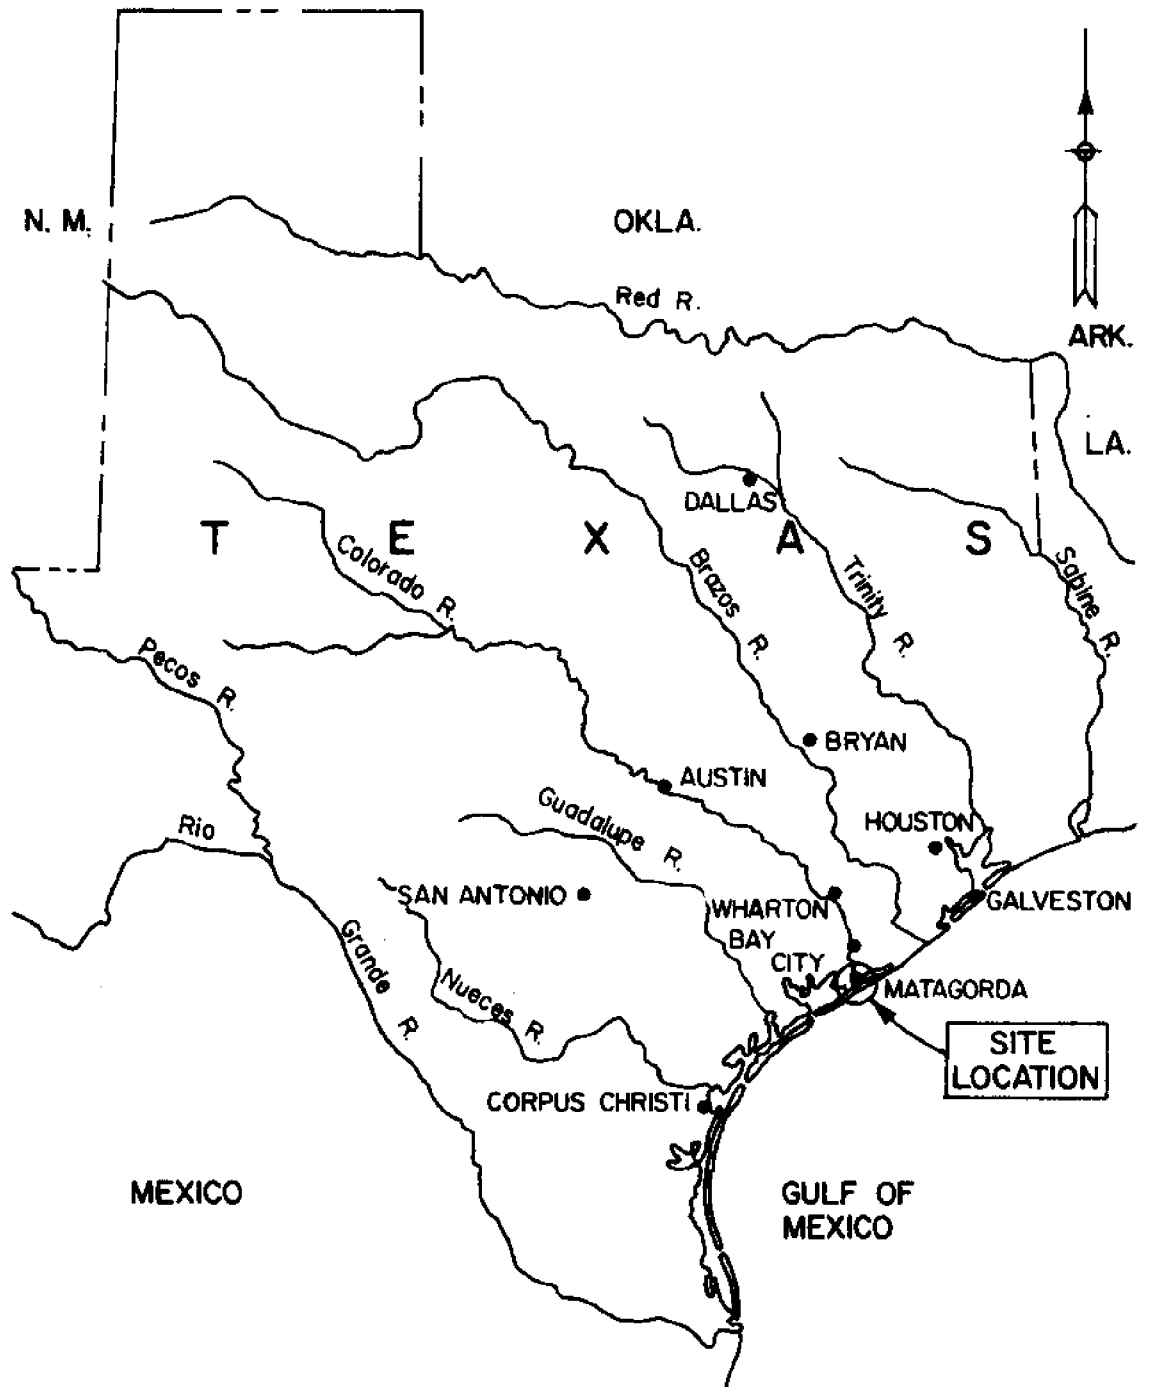 N. M.
OKLA.
Red R.
ARK.
LA.
DALLAS
T E X A S
Colorado R.
Brazos R.
Trinity R.
Sabine R.
Pecos R.
BRYAN
AUSTIN
Guadalupe R.
HOUSTON
Rio Grande R.
SAN ANTONIO
WHARTON
GALVESTON
BAY
CITY
Nueces R.
MATAGORDA
SITE
LOCATION
CORPUS CHRISTI
MEXICO
GULF OF
MEXICO